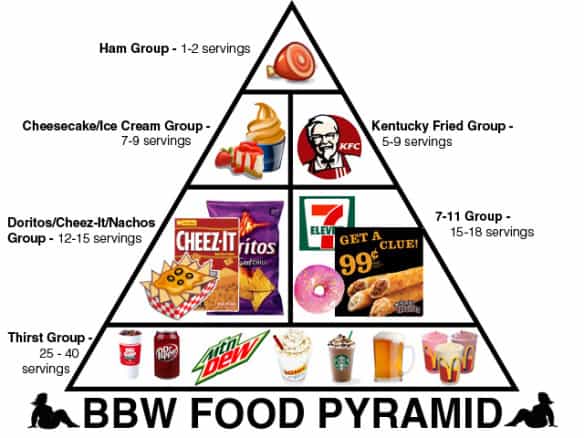 Ham Group - 1-2 servings
Cheesecake/Ice Cream Group -
7-9 servings
Kentucky Fried Group -
5-9 servings
KFC
Doritos/Cheez-It/Nachos
Group - 12-15 servings
7-11 Group -
15-18 servings
7
ELEVEn
CHEEZ-IT
ritos
GET A
CLUE!
99¢
Thirst Group -
25 - 40
servings
Dr Pepper
Mtn
DEW
BBW FOOD PYRAMID